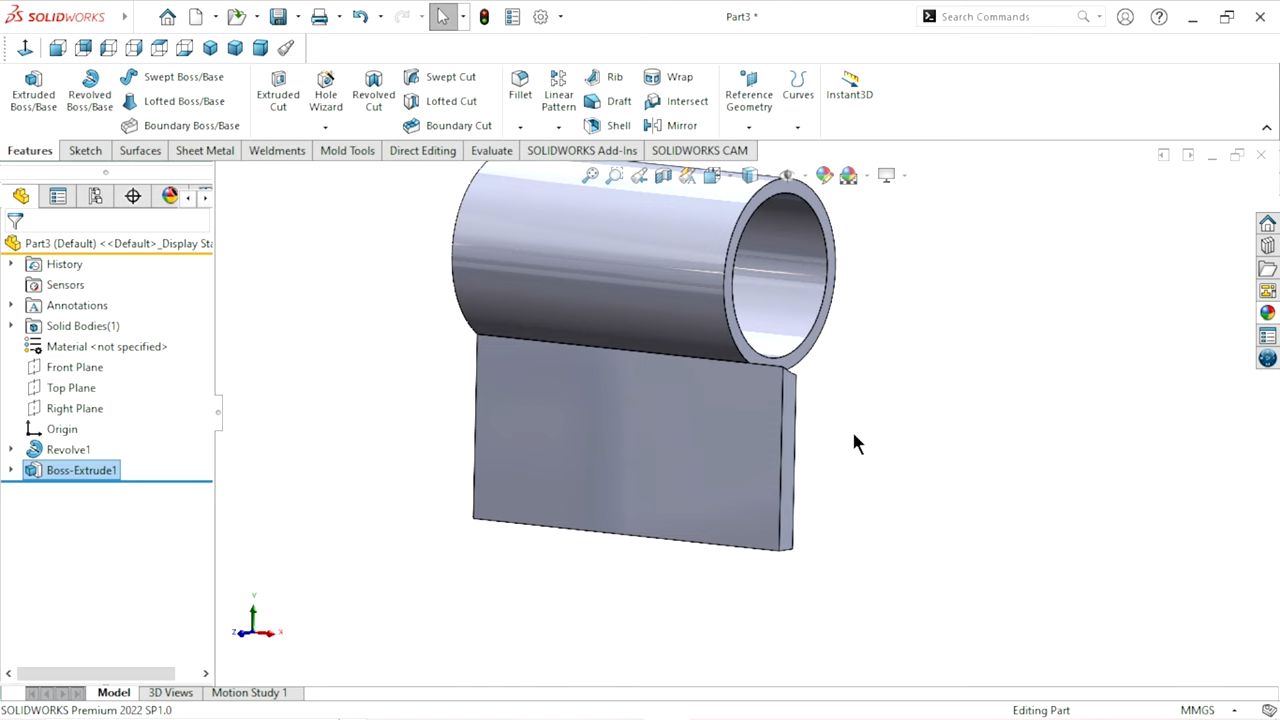 SOLIDWORKS
Part3 *
Search Commands
Extruded Boss/Base
Revolved Boss/Base
Swept Boss/Base
Lofted Boss/Base
Boundary Boss/Base
Extruded Cut
Hole Wizard
Revolved Cut
Swept Cut
Lofted Cut
Boundary Cut
Fillet
Linear Pattern
Rib
Draft
Shell
Wrap
Intersect
Mirror
Reference Geometry
Curves
Instant3D
Features
Sketch
Surfaces
Sheet Metal
Weldments
Mold Tools
Direct Editing
Evaluate
SOLIDWORKS Add-Ins
SOLIDWORKS CAM
Part3 (Default) <<Default>_Display Sta
History
Sensors
Annotations
Solid Bodies(1)
Material <not specified>
Front Plane
Top Plane
Right Plane
Origin
Revolve1
Boss-Extrude1
Y
Z
X
Model
3D Views
Motion Study 1
SOLIDWORKS Premium 2022 SP1.0
Editing Part
MMGS